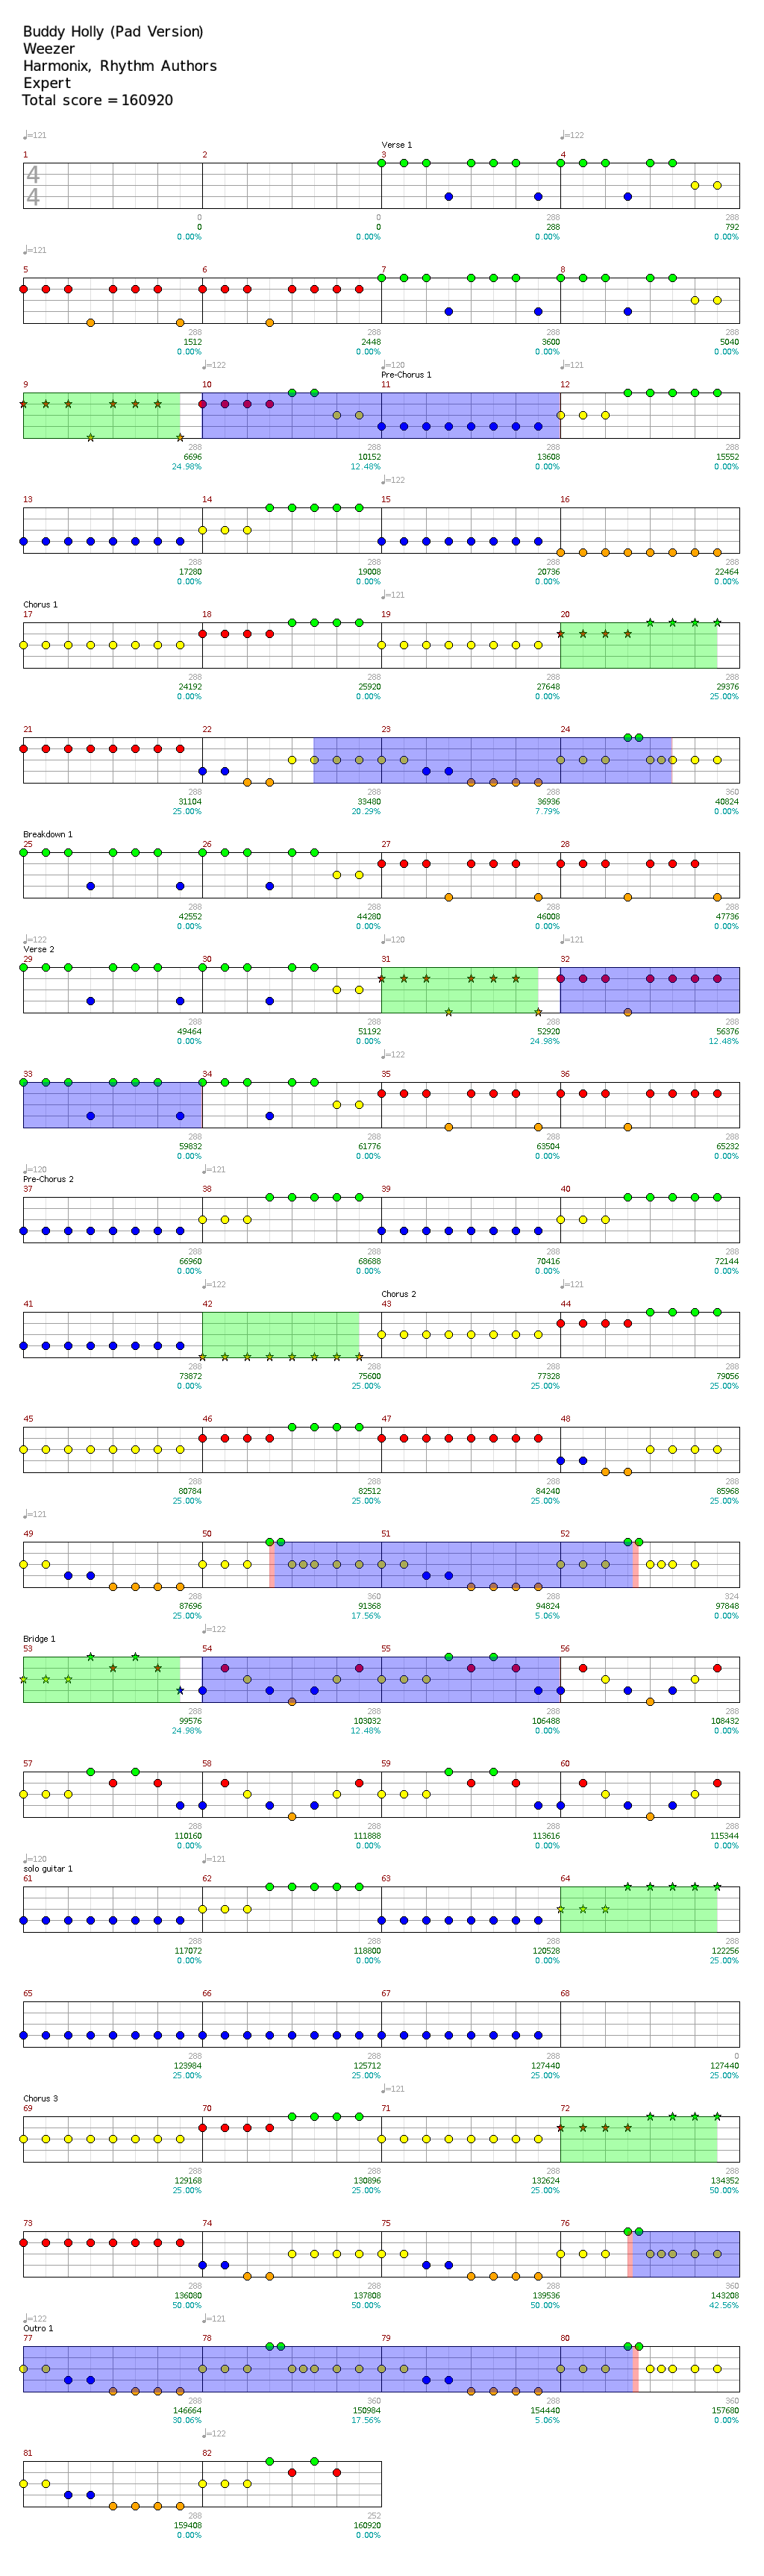 Buddy Holly (Pad Version)
Weezer
Harmonix, Rhythm Authors
Expert
Total score = 160920
♩=121
Verse 1
♩=122
1 2 3 4
4
4
0 0 288 288
0 0 288 792
0.00% 0.00% 0.00% 0.00%
♩=121
5 6 7 8
288 288 288 288
1512 2448 3600 5040
0.00% 0.00% 0.00% 0.00%
♩=122 ♩=120 ♩=121
Pre-Chorus 1
9 10 11 12
288 288 288 288
6696 10152 13608 15552
24.98% 12.48% 0.00% 0.00%
♩=122
13 14 15 16
288 288 288 288
17280 19008 20736 22464
0.00% 0.00% 0.00% 0.00%
♩=121
Chorus 1
17 18 19 20
288 288 288 288
24192 25920 27648 29376
0.00% 0.00% 0.00% 25.00%
21 22 23 24
288 288 288 360
31104 33480 36936 40824
25.00% 20.29% 7.79% 0.00%
Breakdown 1
25 26 27 28
288 288 288 288
42552 44280 46008 47736
0.00% 0.00% 0.00% 0.00%
♩=122 ♩=120 ♩=121
Verse 2
29 30 31 32
288 288 288 288
49464 51192 52920 56376
0.00% 0.00% 24.98% 12.48%
♩=122
33 34 35 36
288 288 288 288
59832 61776 63504 65232
0.00% 0.00% 0.00% 0.00%
♩=120 ♩=121
Pre-Chorus 2
37 38 39 40
288 288 288 288
66960 68688 70416 72144
0.00% 0.00% 0.00% 0.00%
♩=122 ♩=121
Chorus 2
41 42 43 44
288 288 288 288
73872 75600 77328 79056
0.00% 25.00% 25.00% 25.00%
45 46 47 48
288 288 288 288
80784 82512 84240 85968
25.00% 25.00% 25.00% 25.00%
♩=121
49 50 51 52
288 360 288 324
87696 91368 94824 97848
25.00% 17.56% 5.06% 0.00%
♩=122
Bridge 1
53 54 55 56
288 288 288 288
99576 103032 106488 108432
24.98% 12.48% 0.00% 0.00%
57 58 59 60
288 288 288 288
110160 111888 113616 115344
0.00% 0.00% 0.00% 0.00%
♩=120 ♩=121
solo guitar 1
61 62 63 64
288 288 288 288
117072 118800 120528 122256
0.00% 0.00% 0.00% 25.00%
65 66 67 68
288 288 288 0
123984 125712 127440 127440
25.00% 25.00% 25.00% 25.00%
♩=121
Chorus 3
69 70 71 72
288 288 288 288
129168 130896 132624 134352
25.00% 25.00% 25.00% 50.00%
73 74 75 76
288 288 288 360
136080 137808 139536 143208
50.00% 50.00% 50.00% 42.56%
♩=122 ♩=121
Outro 1
77 78 79 80
288 360 288 360
146664 150984 154440 157680
30.06% 17.56% 5.06% 0.00%
♩=122
81 82
288 252
159408 160920
0.00% 0.00%